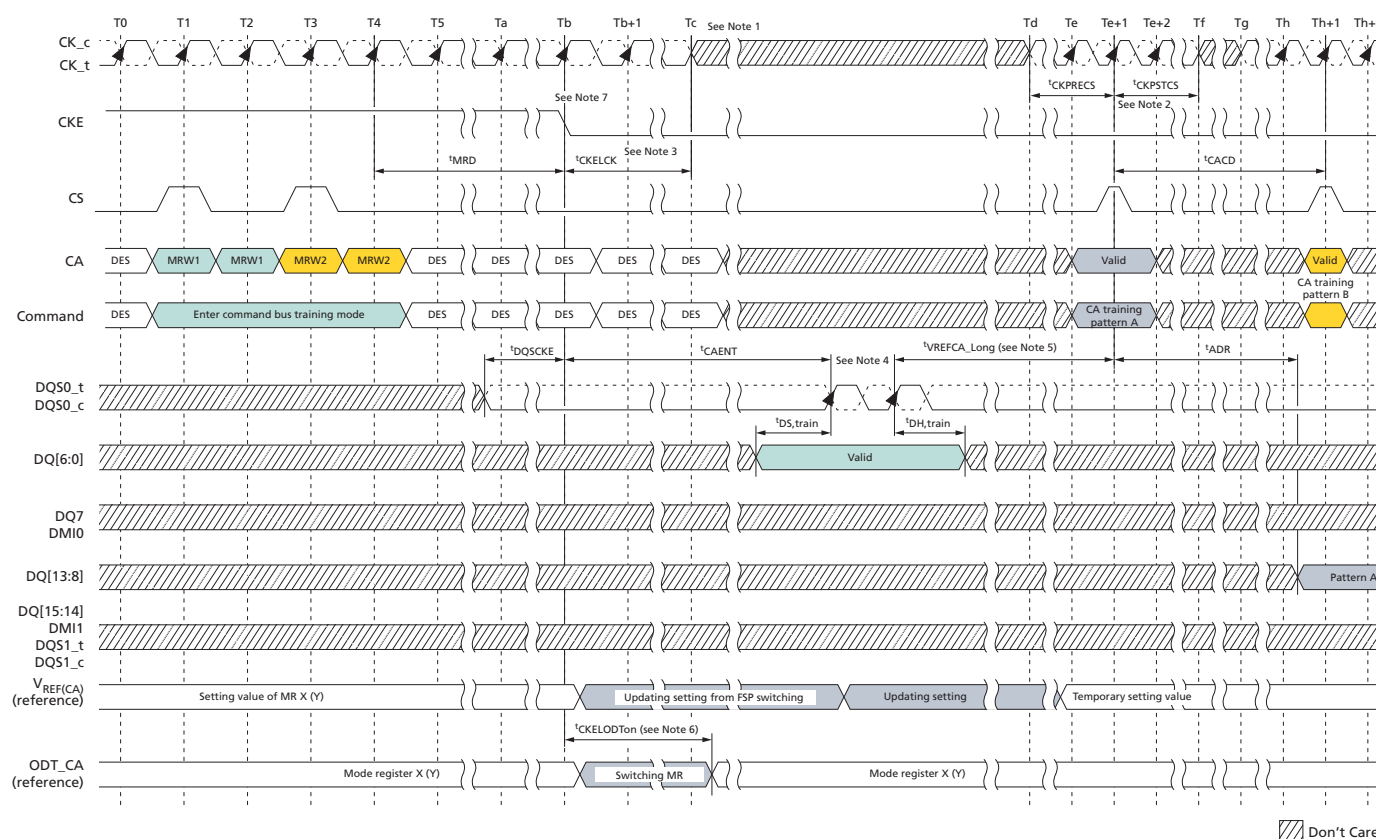 T0 T1 T2 T3 T4 T5 Ta Tb Tb+1 Tc Td Te Te+1 Te+2 Tf Tg Th Th+1 Th+
See Note 1
CK_c
CK_t
tCKPRECS tCKPSTCS
See Note 7
See Note 2
CKE
See Note 3
tMRD tCKELCK tCACD
CS
CA DES MRW1 MRW1 MRW2 MRW2 DES DES DES DES DES Valid Valid
CA training
pattern B
Command DES Enter command bus training mode DES DES DES DES DES CA training
pattern A
tDQSCKE tCAENT See Note 4 tVREFCA_Long (see Note 5) tADR
DQS0_t
DQS0_c
tDS,train tDH,train
DQ[6:0] Valid
DQ7
DMI0
DQ[13:8] Pattern A
DQ[15:14]
DMI1
DQS1_t
DQS1_c
VREF(CA)
(reference)
Setting value of MR X (Y) Updating setting from FSP switching Updating setting Temporary setting value
tCKELODTon (see Note 6)
ODT_CA
(reference)
Mode register X (Y) Switching MR Mode register X (Y)
Don't Care